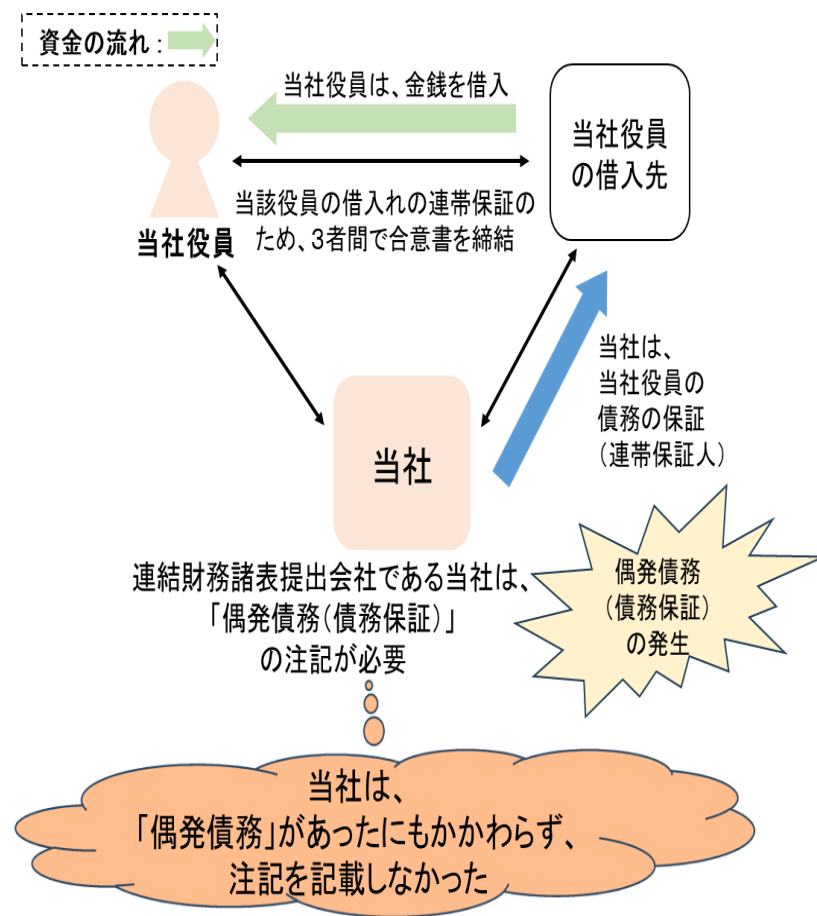 資金の流れ：
当社役員は、金銭を借入
当社役員
の借入先
当該役員の借入れの連帯保証の
ため、3者間で合意書を締結
当社役員
当社は、
当社役員の
債務の保証
（連帯保証人）
当社
連結財務諸表提出会社である当社は、
「偶発債務（債務保証）」
の注記が必要
偶発債務
（債務保証）
の発生
当社は、
「偶発債務」があったにもかかわらず、
注記を記載しなかった